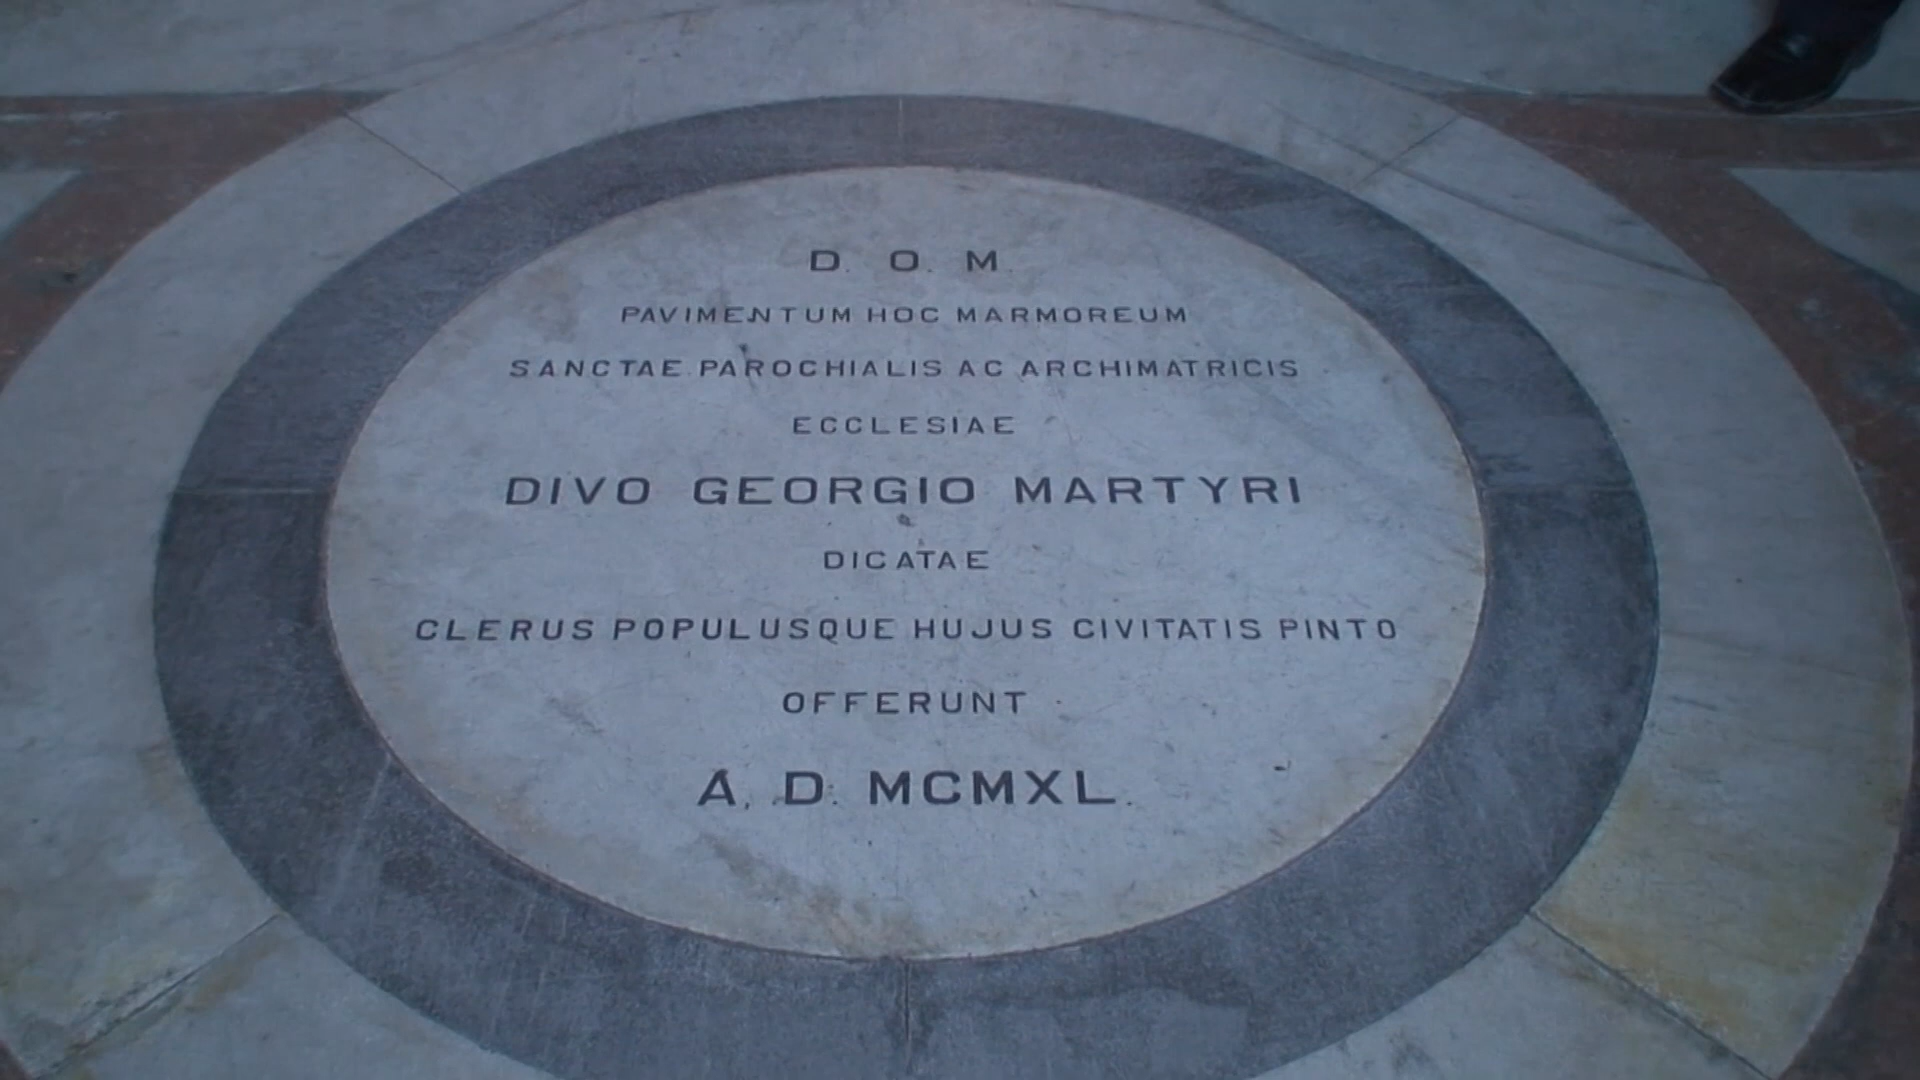 D. O. M.
PAVIMENTUM HOC MARMOREUM
SANCTAE PAROCHIALIS AC ARCHIMATRICIS
ECCLESIAE
DIVO GEORGIO MARTYRI
DICATAE
CLERUS POPULUSQUE HUJUS CIVITATIS PINTO
OFFERUNT
A. D. MCMXL.